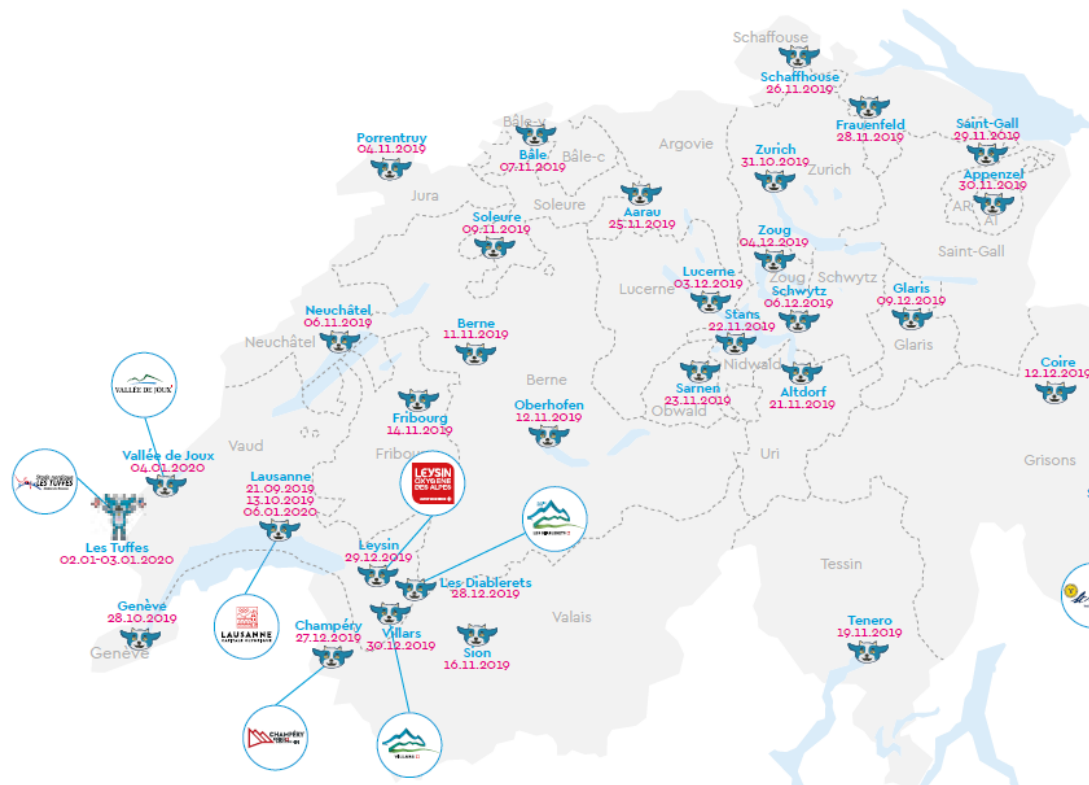 Schaffouse
Schaffhouse
26.11.2019
Frauenfeld
28.11.2019
Saint-Gall
29.11.2019
Appenzel
30.11.2019
AR
AI
Saint-Gall
Porrentruy
04.11.2019
Jura
Bâle-v
Bâle
07.11.2019
Bâle-c
Argovie
Zurich
31.10.2019
Zurich
Soleure
Aarau
25.11.2019
Soleure
09.11.2019
Zoug
04.12.2019
Zoug
Schwytz
Lucerne
03.12.2019
Lucerne
Schwytz
06.12.2019
Glaris
09.12.2019
Glaris
Stans
22.11.2019
Nidwald
Neuchâtel
06.11.2019
Neuchâtel
Berne
11.11.2019
Berne
Sarnen
23.11.2019
Obwald
Altdorf
21.11.2019
Uri
Coire
12.12.2019
Grisons
VALLÉE DE JOUX
Fribourg
14.11.2019
Oberhofen
12.11.2019
Vaud
Vallée de Joux
04.01.2020
LES TUFFES
Les Tuffes
02.01-03.01.2020
Lausanne
21.09.2019
13.10.2019
06.01.2020
LEYSIN
OXYGENE
DES ALPES
Leysin
29.12.2019
Les Diablerets
28.12.2019
Genève
28.10.2019
Genève
LAUSANNE
Champéry
27.12.2019
Villars
30.12.2019
Sion
16.11.2019
Valais
Tessin
Tenero
19.11.2019
CHAMPÉRY
VILLARS